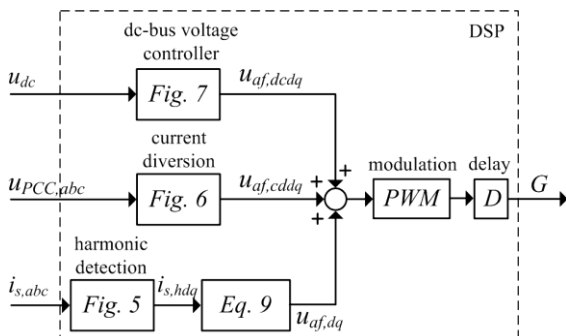 dc-bus voltage
controller
DSP
u_dc
Fig. 7
u_af,dcdq
current
diversion
modulation
delay
u_PCC,abc
Fig. 6
u_af,cddq
+
+
+
PWM
D
G
harmonic
detection
i_s,abc
Fig. 5
i_s,hdq
Eq. 9
u_af,dq